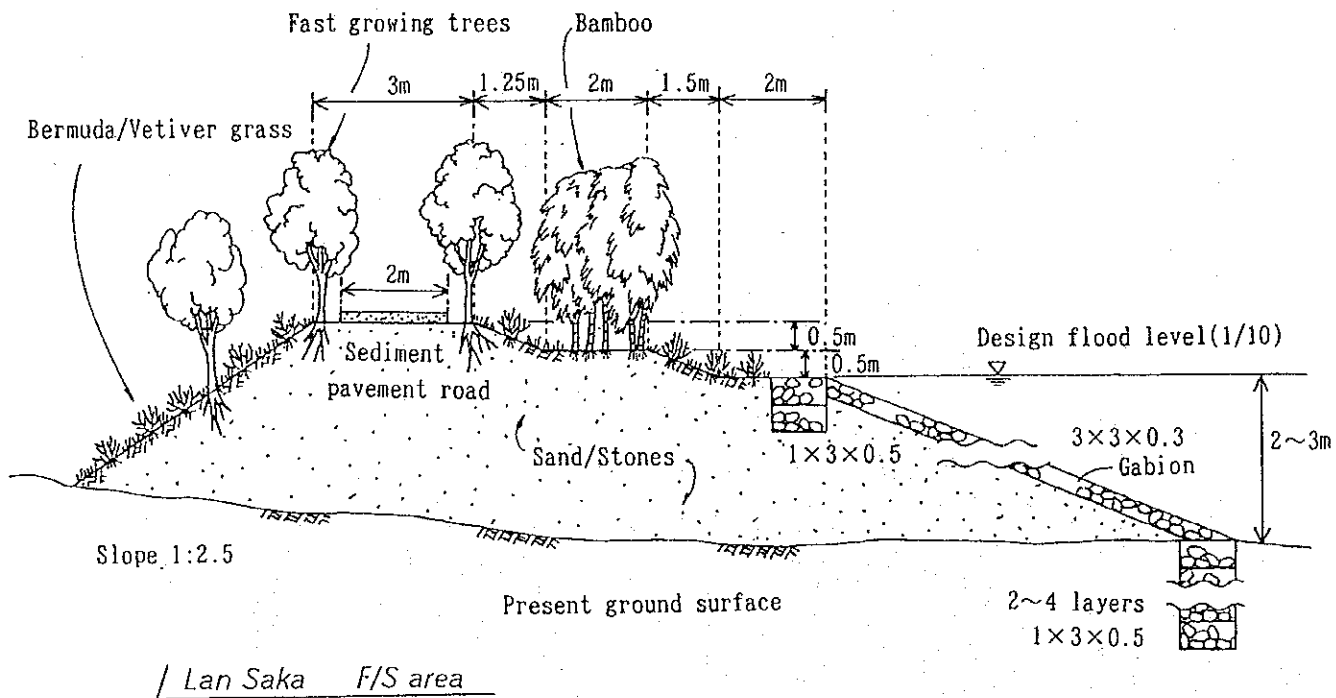 Fast growing trees
Bamboo
3m
1.25m
2m
1.5m
2m
Bermuda/Vetiver grass
2m
0.5m
Design flood level(1/10)
0.5m
Sediment
pavement road
Sand/Stones
1×3×0.5
3×3×0.3
Gabion
2~3m
Slope 1:2.5
Present ground surface
2~4 layers
1×3×0.5
Lan Saka F/S area